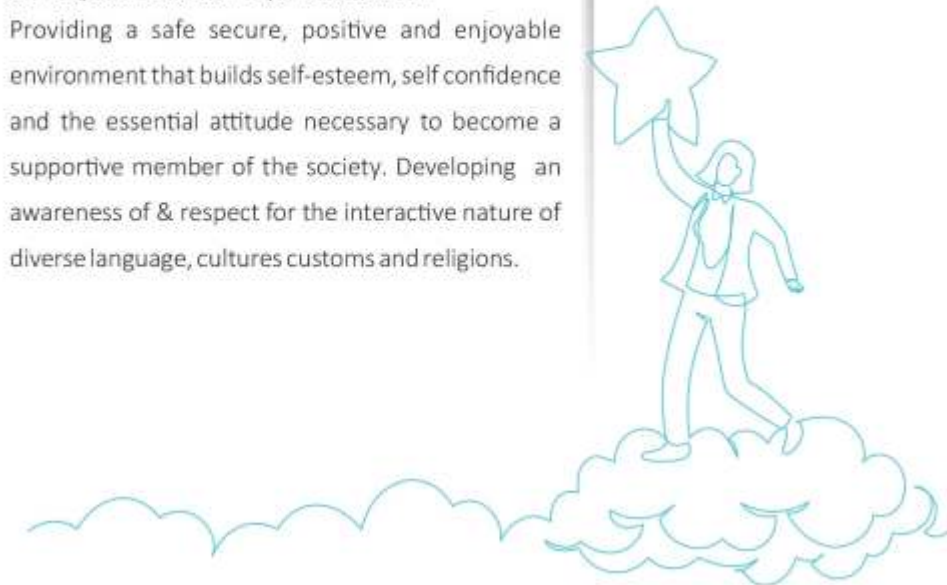 Providing a safe secure, positive and enjoyable
environment that builds self-esteem, self confidence
and the essential attitude necessary to become a
supportive member of the society. Developing an
awareness of & respect for the interactive nature of
diverse language, cultures customs and religions.